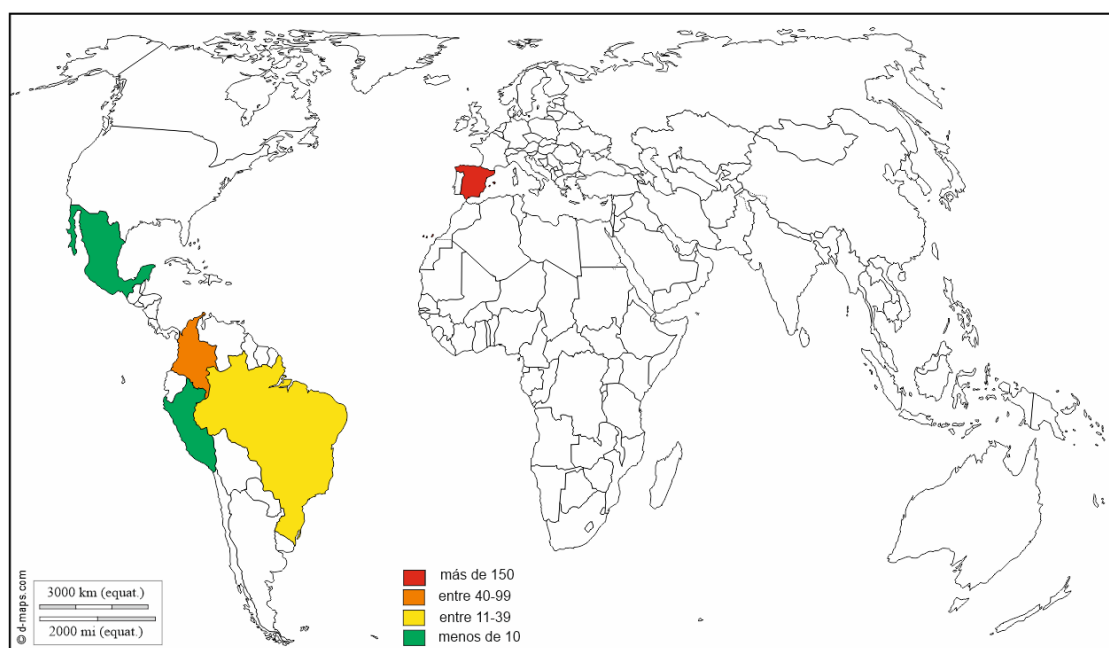 más de 150
entre 40-99
entre 11-39
menos de 10
3000 km (equat.)
2000 mi (equat.)
© d-maps.com